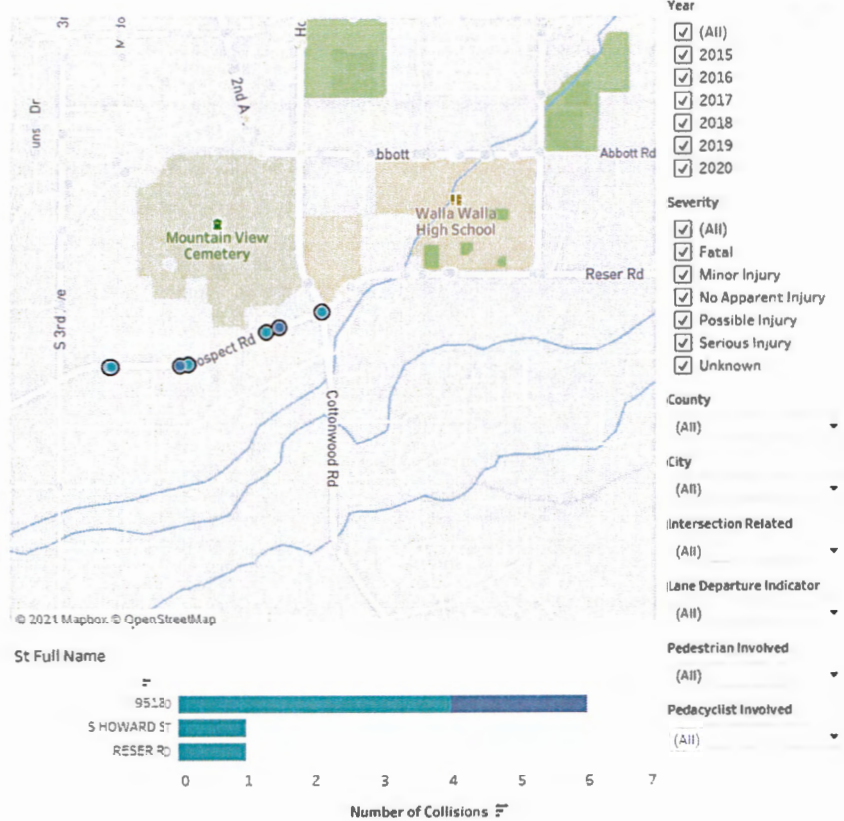 2nd A
uns Dr
bbott
Abbott Rd
Walla Walla
High School
Mountain View
Cemetery
Reser Rd
S 3rd Ave
ospect Rd
Cottonwood Rd
© 2021 Mapbox © OpenStreetMap
Year
(All)
2015
2016
2017
2018
2019
2020
Severity
(All)
Fatal
Minor Injury
No Apparent Injury
Possible Injury
Serious Injury
Unknown
County
(All)
City
(All)
Intersection Related
(All)
Lane Departure Indicator
(All)
Pedestrian Involved
(All)
Pedacyclist Involved
(All)
St Full Name
95180
S HOWARD ST
RESER RD
0 1 2 3 4 5 6 7
Number of Collisions